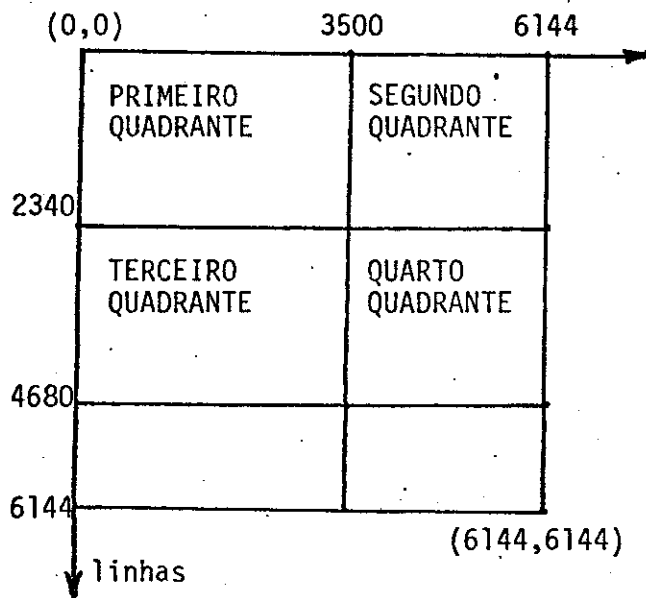 (0,0) 3500 6144
PRIMEIRO SEGUNDO
QUADRANTE QUADRANTE
2340
TERCEIRO QUARTO
QUADRANTE QUADRANTE
4680
6144
(6144,6144)
linhas